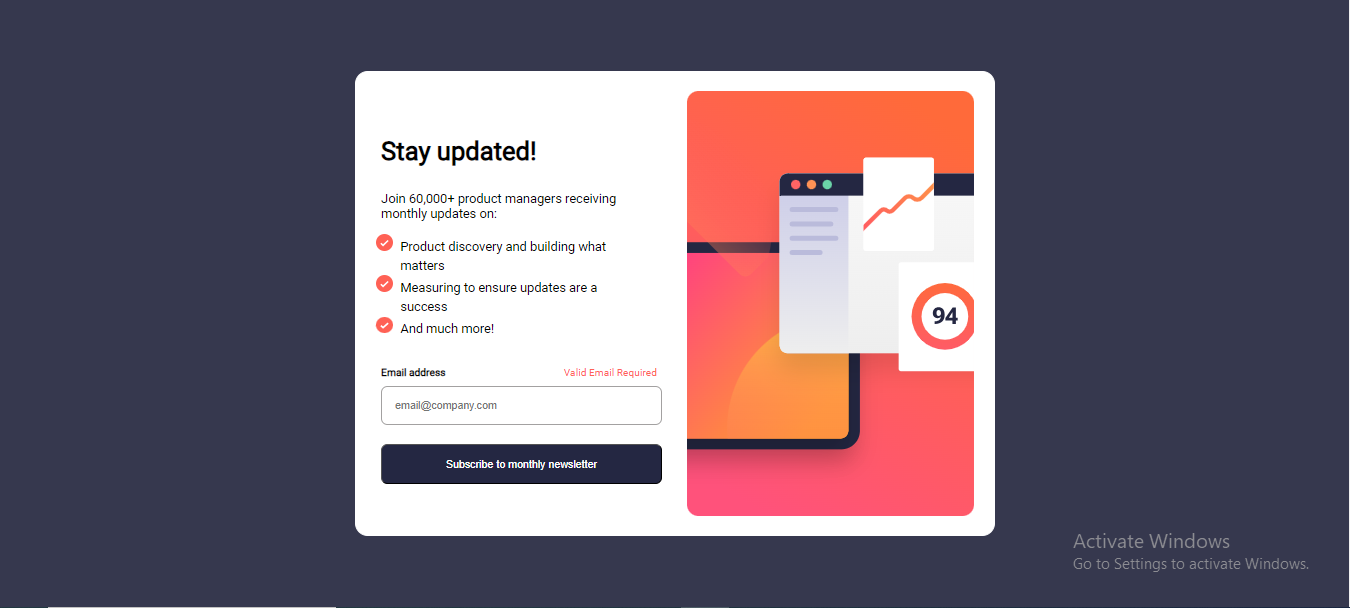 Stay updated!
Join 60,000+ product managers receiving
monthly updates on:
Product discovery and building what
matters
Measuring to ensure updates are a
success
And much more!
Email address
Valid Email Required
email@company.com
Subscribe to monthly newsletter
94
Activate Windows
Go to Settings to activate Windows.